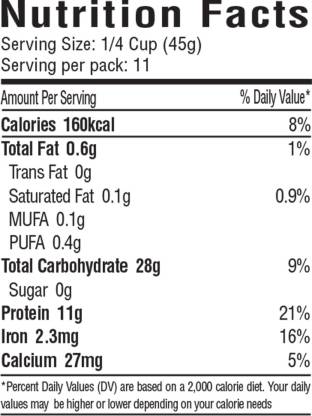 Nutrition Facts
Serving Size: 1/4 Cup (45g)
Serving per pack: 11
Amount Per Serving % Daily Value*
Calories 160kcal 8%
Total Fat 0.6g 1%
Trans Fat 0g
Saturated Fat 0.1g 0.9%
MUFA 0.1g
PUFA 0.4g
Total Carbohydrate 28g 9%
Sugar 0g
Protein 11g 21%
Iron 2.3mg 16%
Calcium 27mg 5%
*Percent Daily Values (DV) are based on a 2,000 calorie diet. Your daily
values may be higher or lower depending on your calorie needs